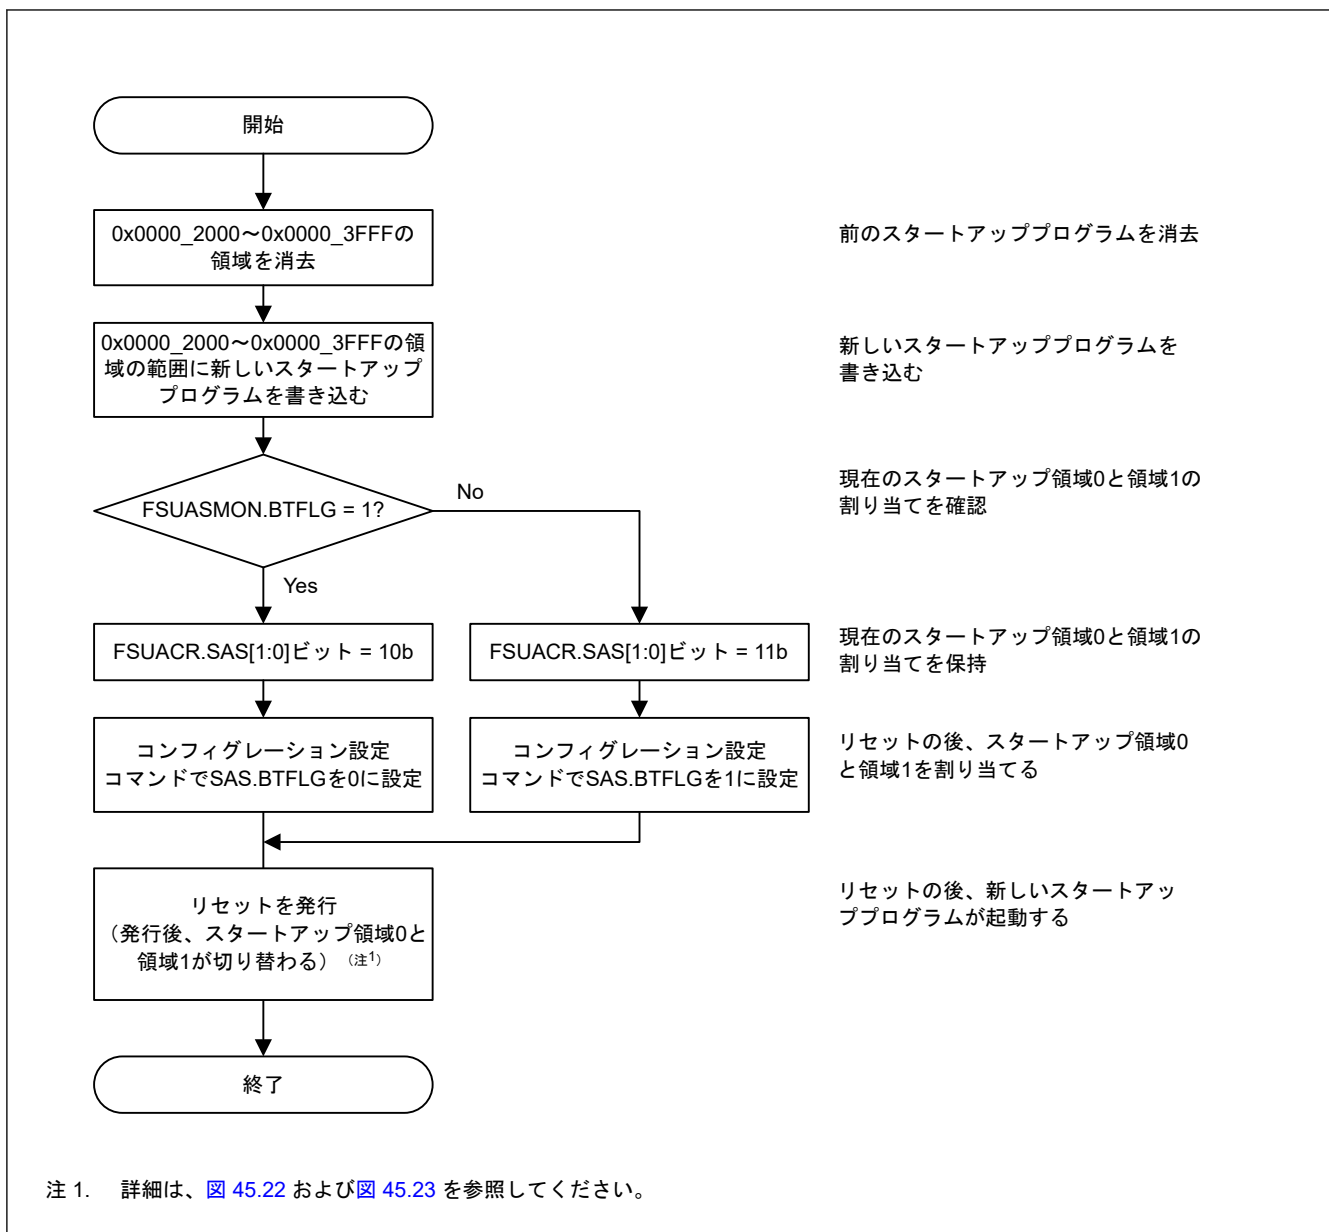 開始
0x0000_2000～0x0000_3FFFの
領域を消去
前のスタートアッププログラムを消去
0x0000_2000～0x0000_3FFFの領
域の範囲に新しいスタートアップ
プログラムを書き込む
新しいスタートアッププログラムを
書き込む
FSUASMON.BTFLG = 1?
No
Yes
現在のスタートアップ領域0と領域1の
割り当てを確認
FSUACR.SAS[1:0]ビット = 10b
FSUACR.SAS[1:0]ビット = 11b
現在のスタートアップ領域0と領域1の
割り当てを保持
コンフィグレーション設定
コマンドでSAS.BTFLGを0に設定
コンフィグレーション設定
コマンドでSAS.BTFLGを1に設定
リセットの後、スタートアップ領域0
と領域1を割り当てる
リセットを発行
（発行後、スタートアップ領域0と
領域1が切り替わる）（注1）
リセットの後、新しいスタートアッ
ププログラムが起動する
終了
注 1. 詳細は、図 45.22 および図 45.23 を参照してください。